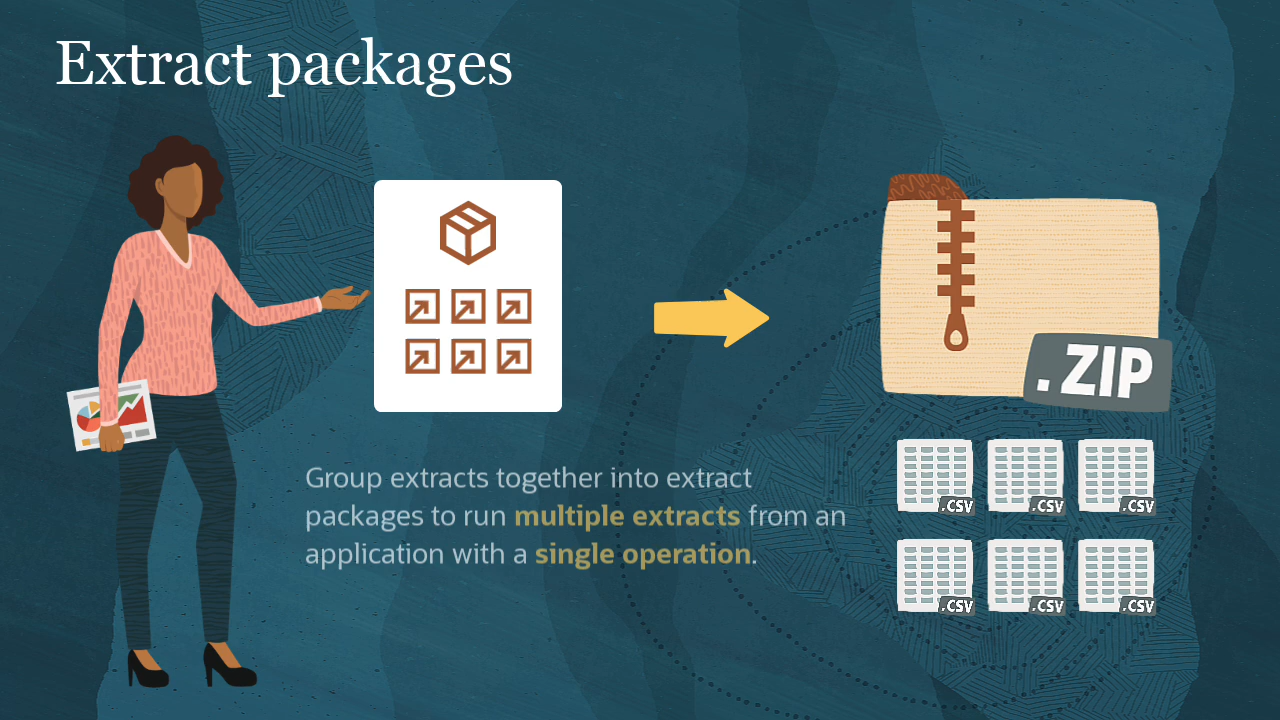 Extract packages
.ZIP
Group extracts together into extract
packages to run multiple extracts from an
application with a single operation.
.CSV .CSV .CSV
.CSV .CSV .CSV